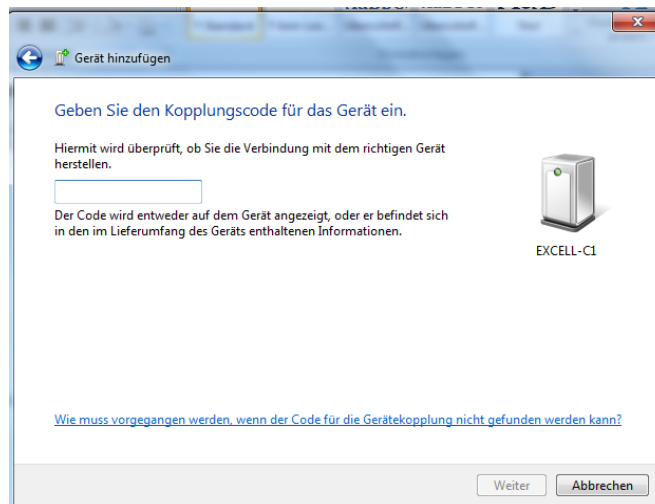 Gerät hinzufügen
Geben Sie den Kopplungscode für das Gerät ein.
Hiermit wird überprüft, ob Sie die Verbindung mit dem richtigen Gerät
herstellen.
Der Code wird entweder auf dem Gerät angezeigt, oder er befindet sich
in den im Lieferumfang des Geräts enthaltenen Informationen.
EXCELL-C1
Wie muss vorgegangen werden, wenn der Code für die Gerätekopplung nicht gefunden werden kann?
Weiter
Abbrechen